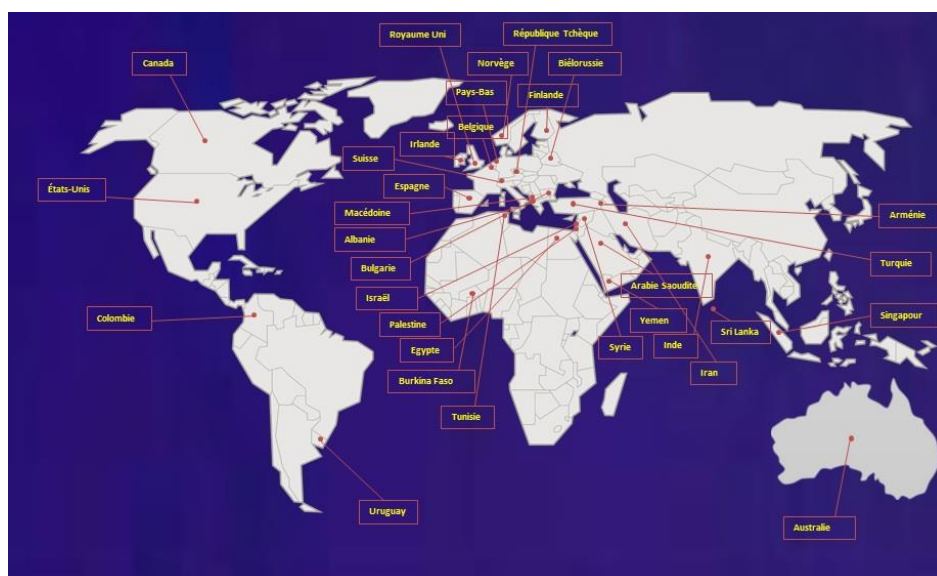 Royaume Uni
République Tchèque
Canada
Norvège
Biélorussie
Pays-Bas
Finlande
Belgique
Irlande
Suisse
États-Unis
Espagne
Macédoine
Arménie
Albanie
Bulgarie
Turquie
Arabie Saoudite
Israël
Colombie
Palestine
Yemen
Sri Lanka
Singapour
Egypte
Syrie
Inde
Iran
Burkina Faso
Tunisie
Uruguay
Australie